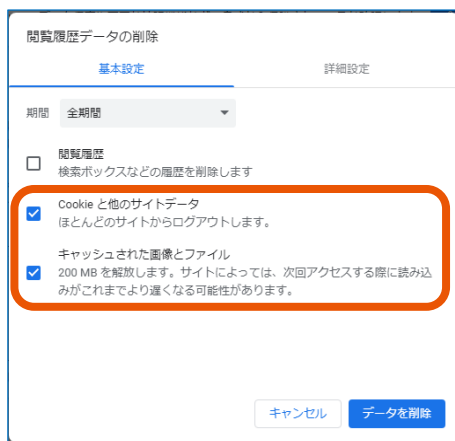 閲覧履歴データの削除
基本設定
詳細設定
期間 全期間
閲覧履歴
検索ボックスなどの履歴を削除します
Cookie と他のサイトデータ
ほとんどのサイトからログアウトします。
キャッシュされた画像とファイル
200 MB を解放します。サイトによっては、次回アクセスする際に読み込
みがこれまでより遅くなる可能性があります。
キャンセル
データを削除